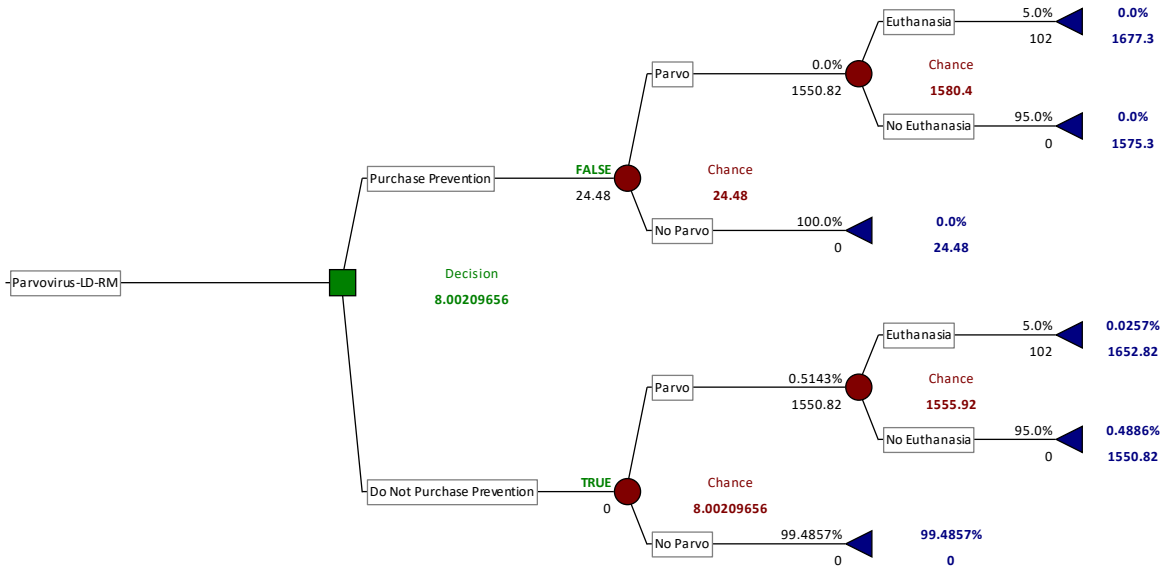 Euthanasia
5.0%
0.0%
102
1677.3
Parvo
0.0%
Chance
1550.82
1580.4
No Euthanasia
95.0%
0.0%
0
1575.3
Purchase Prevention
FALSE
Chance
24.48
24.48
No Parvo
100.0%
0.0%
0
24.48
Parvovirus-LD-RM
Decision
8.00209656
Euthanasia
5.0%
0.0257%
102
1652.82
Parvo
0.5143%
Chance
1550.82
1555.92
No Euthanasia
95.0%
0.4886%
0
1550.82
Do Not Purchase Prevention
TRUE
Chance
0
8.00209656
No Parvo
99.4857%
99.4857%
0
0